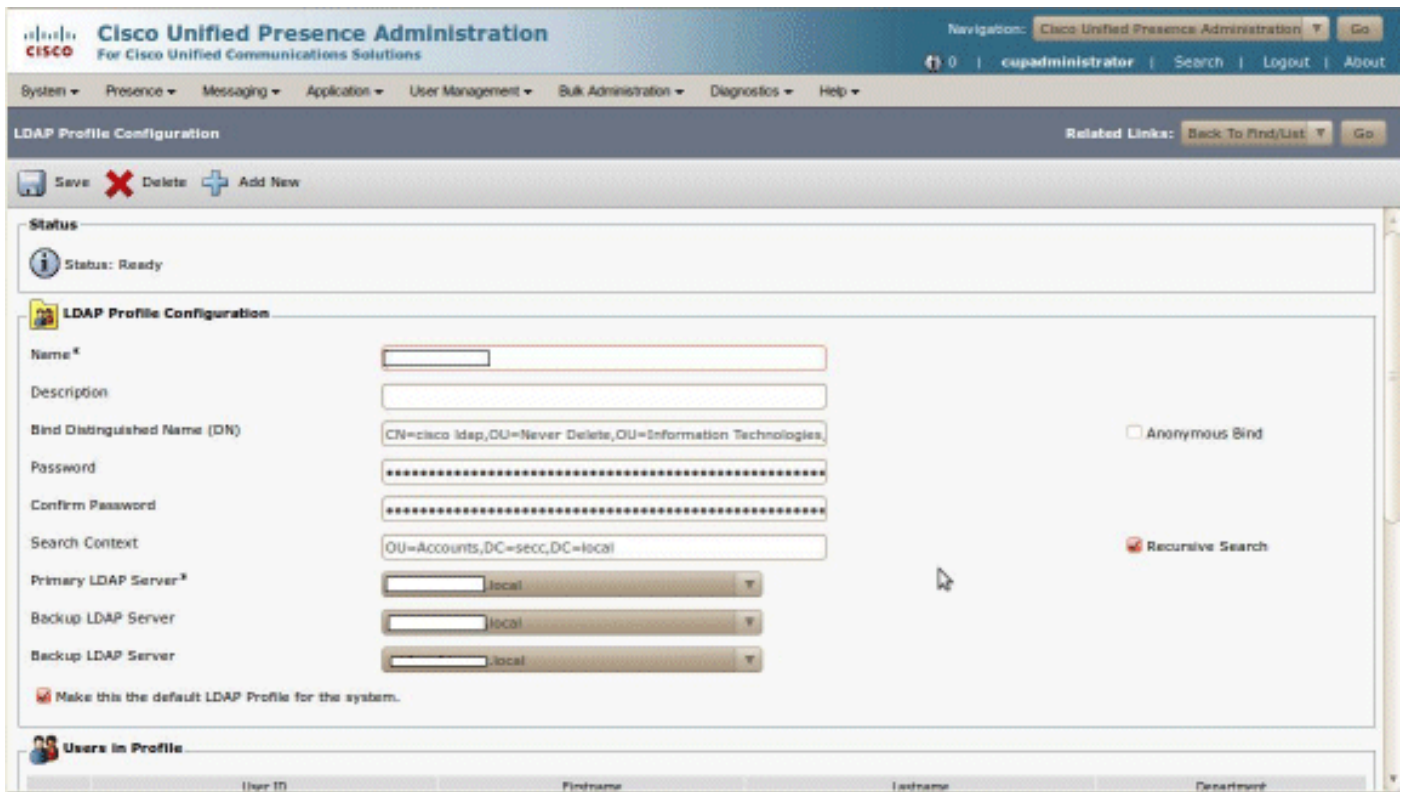 CISCO
Cisco Unified Presence Administration
For Cisco Unified Communications Solutions
Navigation: Cisco Unified Presence Administration Go
0 | cupadministrator | Search | Logout | About
System Presence Messaging Application User Management Bulk Administration Diagnostics Help
LDAP Profile Configuration
Related Links: Back To Find/List Go
Save Delete Add New
Status
Status: Ready
LDAP Profile Configuration
Name*
Description
Bind Distinguished Name (DN) CN=cisco ldap,OU=Never Delete,OU=Information Technologies, Anonymous Bind
Password ••••••••••••••••••••••••••••••••••••••••••••••••••••
Confirm Password ••••••••••••••••••••••••••••••••••••••••••••••••••••
Search Context OU=Accounts,DC=secc,DC=local Recursive Search
Primary LDAP Server* .local
Backup LDAP Server .local
Backup LDAP Server .local
Make this the default LDAP Profile for the system.
Users in Profile
User ID Firstname Lastname Department